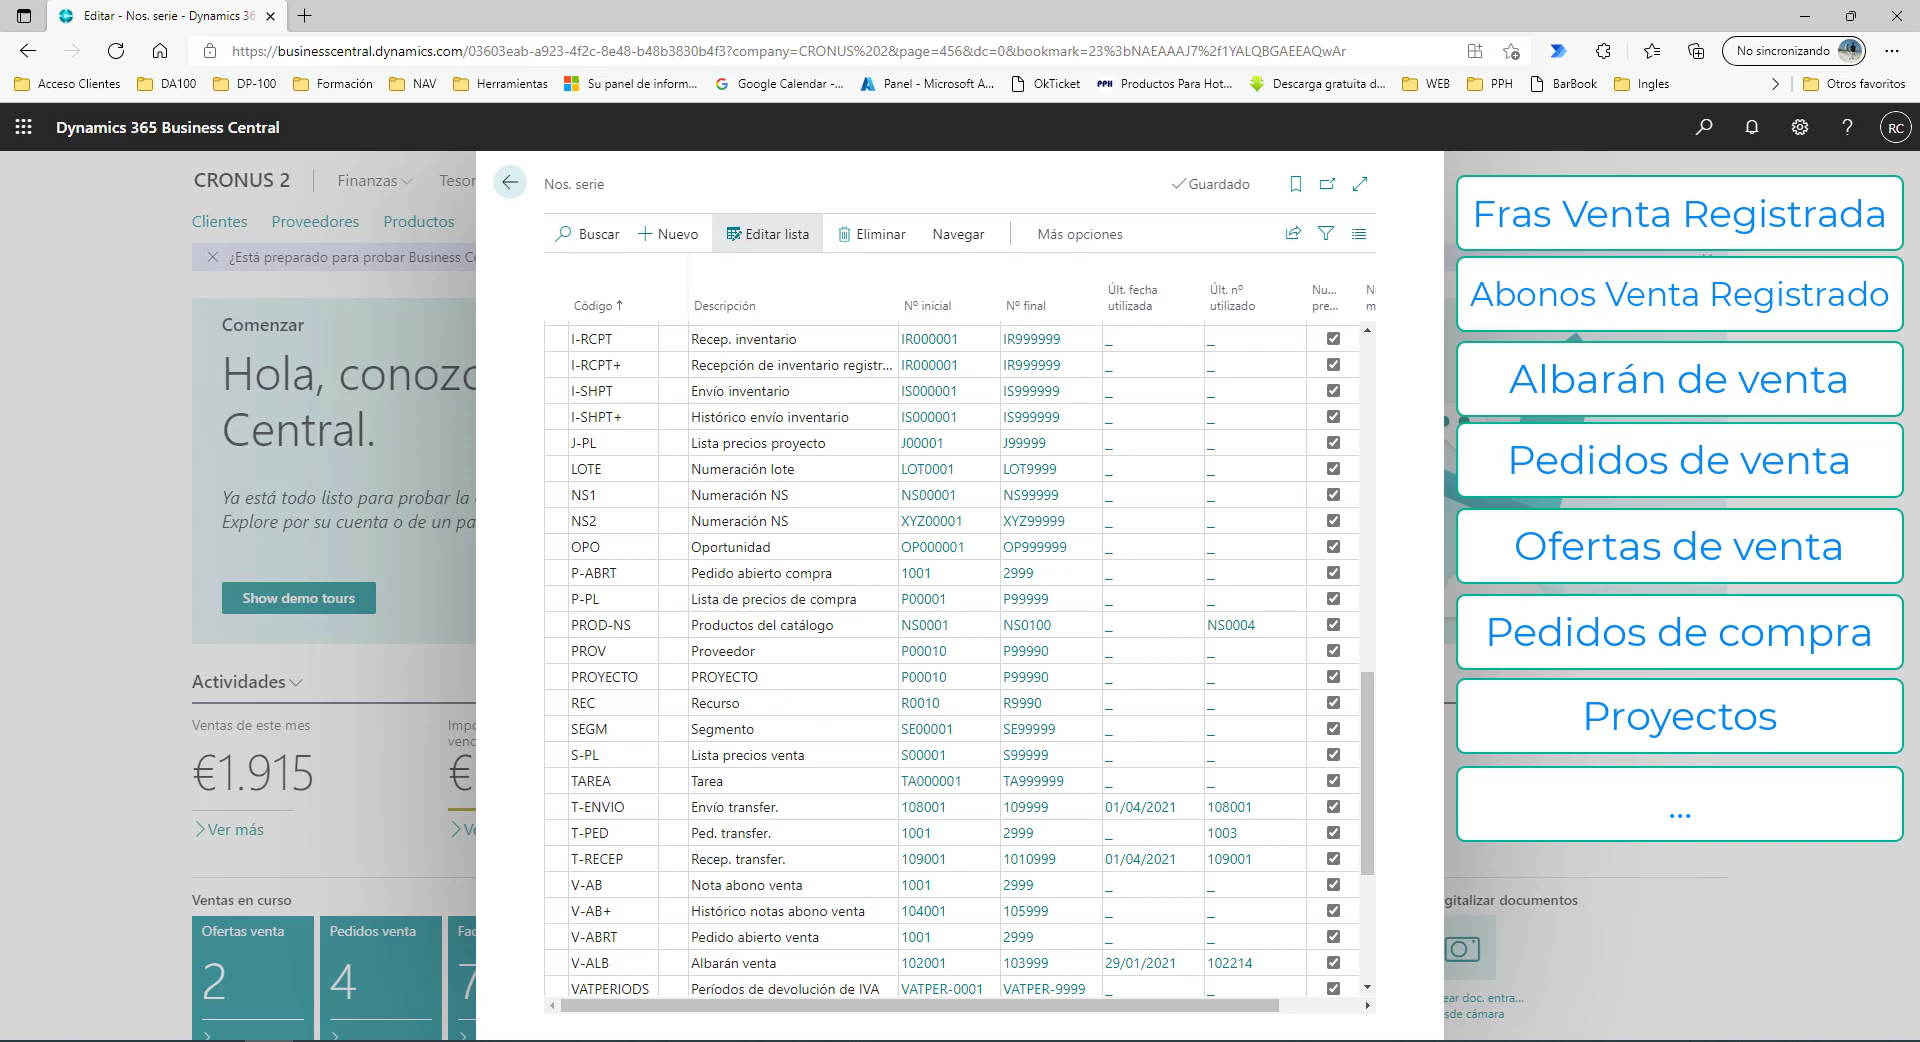 Editar - Nos. serie - Dynamics 36
https://businesscentral.dynamics.com/03603eab-a923-4f2c-8e48-b48b3830b4f3?company=CRONUS%202&page=456&dc=0&bookmark=23%3bNAEAAAJ7%2f1YALQBGAEEAQwAr
No sincronizando
Acceso Clientes
DA100
DP-100
Formación
NAV
Herramientas
Su panel de inform...
Google Calendar -...
Panel - Microsoft A...
OkTicket
PPH Productos Para Hot...
Descarga gratuita d...
WEB
PPH
BarBook
Ingles
Otros favoritos
Dynamics 365 Business Central
RC
CRONUS 2
Finanzas
Tesor
Clientes
Proveedores
Productos
¿Está preparado para probar Business Ce
Comenzar
Hola, conozc
Central.
Ya está todo listo para probar la
Explore por su cuenta o de un pa
Show demo tours
Actividades
Ventas de este mes
€1.915
Ver más
Impo
venc
€
Ve
Ventas en curso
Ofertas venta
2
Pedidos venta
4
Fac
7
Nos. serie
Guardado
Buscar
Nuevo
Editar lista
Eliminar
Navegar
Más opciones
Código ↑ Descripción Nº inicial Nº final Últ. fecha utilizada Últ. nº utilizado Nu... pre... N m
I-RCPT Recep. inventario IR000001 IR999999 _ _
I-RCPT+ Recepción de inventario registr... IR000001 IR999999 _ _
I-SHPT Envío inventario IS000001 IS999999 _ _
I-SHPT+ Histórico envío inventario IS000001 IS999999 _ _
J-PL Lista precios proyecto J00001 J99999 _ _
LOTE Numeración lote LOT0001 LOT9999 _ _
NS1 Numeración NS NS00001 NS99999 _ _
NS2 Numeración NS XYZ00001 XYZ99999 _ _
OPO Oportunidad OP000001 OP999999 _ _
P-ABRT Pedido abierto compra 1001 2999 _ _
P-PL Lista de precios de compra P00001 P99999 _ _
PROD-NS Productos del catálogo NS0001 NS0100 _ NS0004
PROV Proveedor P00010 P99990 _ _
PROYECTO PROYECTO P00010 P99990 _ _
REC Recurso R0010 R9990 _ _
SEGM Segmento SE00001 SE99999 _ _
S-PL Lista precios venta S00001 S99999 _ _
TAREA Tarea TA000001 TA999999 _ _
T-ENVIO Envío transfer. 108001 109999 01/04/2021 108001
T-PED Ped. transfer. 1001 2999 _ 1003
T-RECEP Recep. transfer. 109001 1010999 01/04/2021 109001
V-AB Nota abono venta 1001 2999 _ _
V-AB+ Histórico notas abono venta 104001 105999 _ _
V-ABRT Pedido abierto venta 1001 2999 _ _
V-ALB Albarán venta 102001 103999 29/01/2021 102214
VATPERIODS Períodos de devolución de IVA VATPER-0001 VATPER-9999 _ _
Fras Venta Registrada
Abonos Venta Registrado
Albarán de venta
Pedidos de venta
Ofertas de venta
Pedidos de compra
Proyectos
...
gitalizar documentos
ear doc. entra...
sde cámara